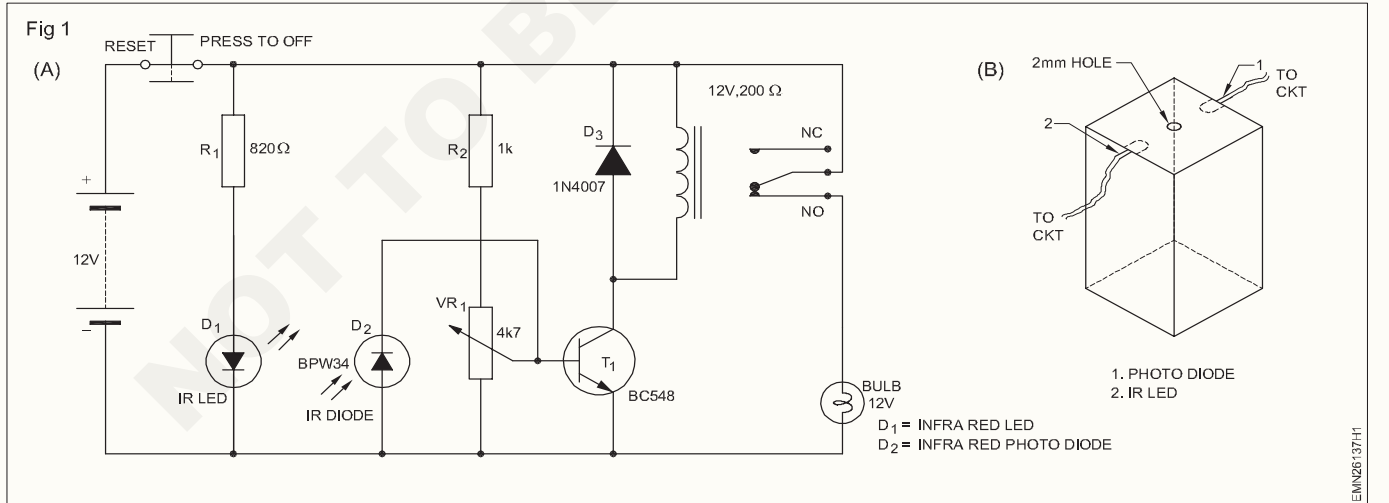 Fig 1
(A)
RESET
PRESS TO OFF
R1
820Ω
R2
1k
D3
1N4007
12V,200 Ω
NC
NO
+
12V
−
D1
IR LED
D2
BPW34
IR DIODE
VR1
4k7
T1
BC548
BULB
12V
D1 = INFRA RED LED
D2 = INFRA RED PHOTO DIODE
(B)
2mm HOLE
1
TO
CKT
2
TO
CKT
1. PHOTO DIODE
2. IR LED
EMN26137H1
NOT TO BE